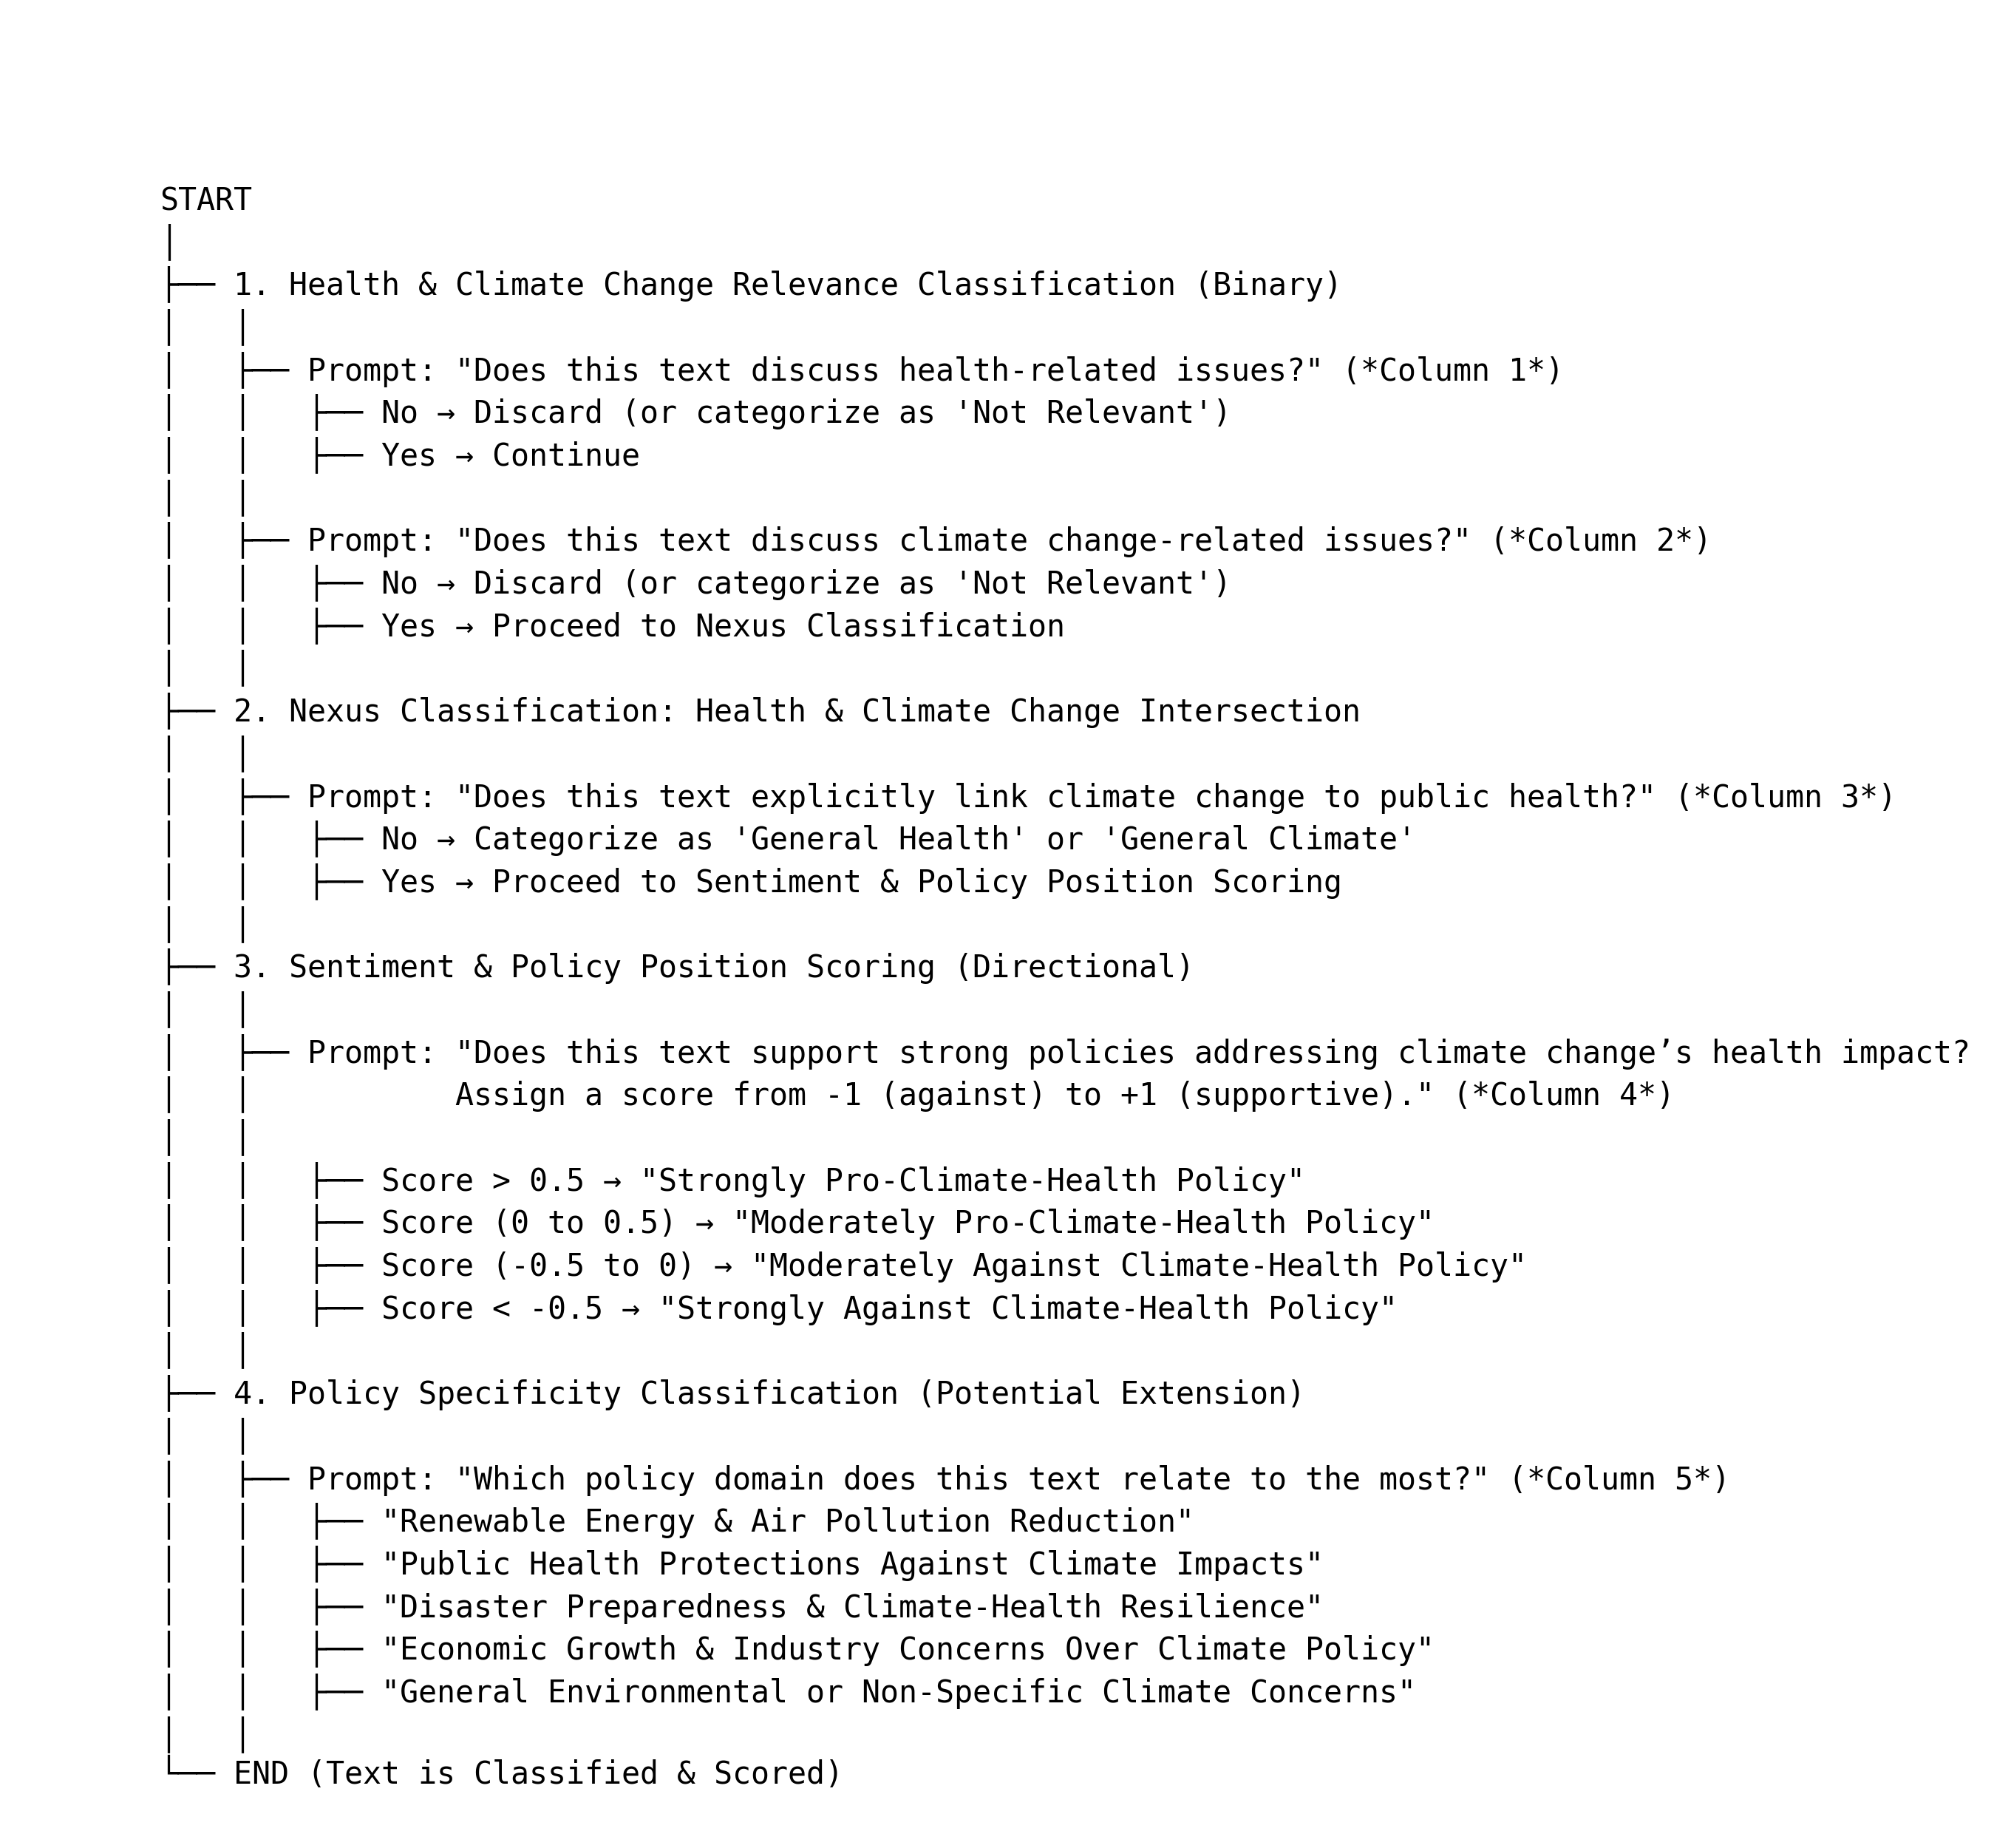 START
│
├── 1. Health & Climate Change Relevance Classification (Binary)
│   │
│   ├── Prompt: "Does this text discuss health-related issues?" (*Column 1*)
│   │   ├── No → Discard (or categorize as 'Not Relevant')
│   │   ├── Yes → Continue
│   │
│   ├── Prompt: "Does this text discuss climate change-related issues?" (*Column 2*)
│   │   ├── No → Discard (or categorize as 'Not Relevant')
│   │   ├── Yes → Proceed to Nexus Classification
│   │
├── 2. Nexus Classification: Health & Climate Change Intersection
│   │
│   ├── Prompt: "Does this text explicitly link climate change to public health?" (*Column 3*)
│   │   ├── No → Categorize as 'General Health' or 'General Climate'
│   │   ├── Yes → Proceed to Sentiment & Policy Position Scoring
│   │
├── 3. Sentiment & Policy Position Scoring (Directional)
│   │
│   ├── Prompt: "Does this text support strong policies addressing climate change’s health impact?
│   │           Assign a score from -1 (against) to +1 (supportive)." (*Column 4*)
│   │
│   │   ├── Score > 0.5 → "Strongly Pro-Climate-Health Policy"
│   │   ├── Score (0 to 0.5) → "Moderately Pro-Climate-Health Policy"
│   │   ├── Score (-0.5 to 0) → "Moderately Against Climate-Health Policy"
│   │   ├── Score < -0.5 → "Strongly Against Climate-Health Policy"
│   │
├── 4. Policy Specificity Classification (Potential Extension)
│   │
│   ├── Prompt: "Which policy domain does this text relate to the most?" (*Column 5*)
│   │   ├── "Renewable Energy & Air Pollution Reduction"
│   │   ├── "Public Health Protections Against Climate Impacts"
│   │   ├── "Disaster Preparedness & Climate-Health Resilience"
│   │   ├── "Economic Growth & Industry Concerns Over Climate Policy"
│   │   ├── "General Environmental or Non-Specific Climate Concerns"
│   │
└── END (Text is Classified & Scored)